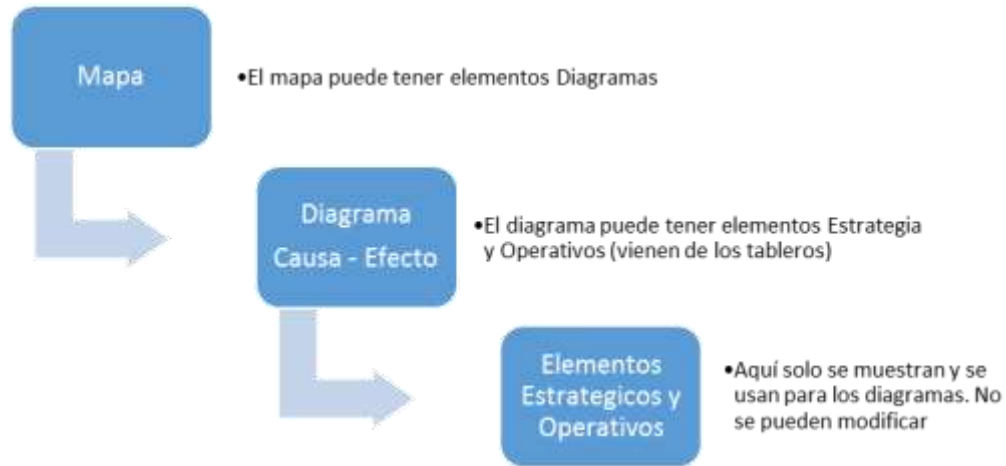 Mapa
•El mapa puede tener elementos Diagramas
Diagrama
Causa - Efecto
•El diagrama puede tener elementos Estrategia
y Operativos (vienen de los tableros)
Elementos
Estrategicos y
Operativos
•Aquí solo se muestran y se
usan para los diagramas. No
se pueden modificar